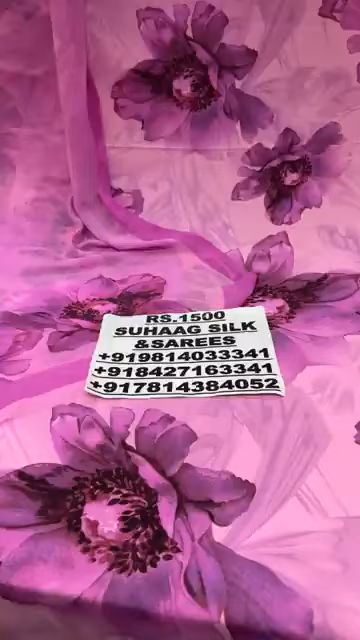 RS.1500
SUHAAG SILK
&SAREES
+919814033341
+918427163341
+917814384052